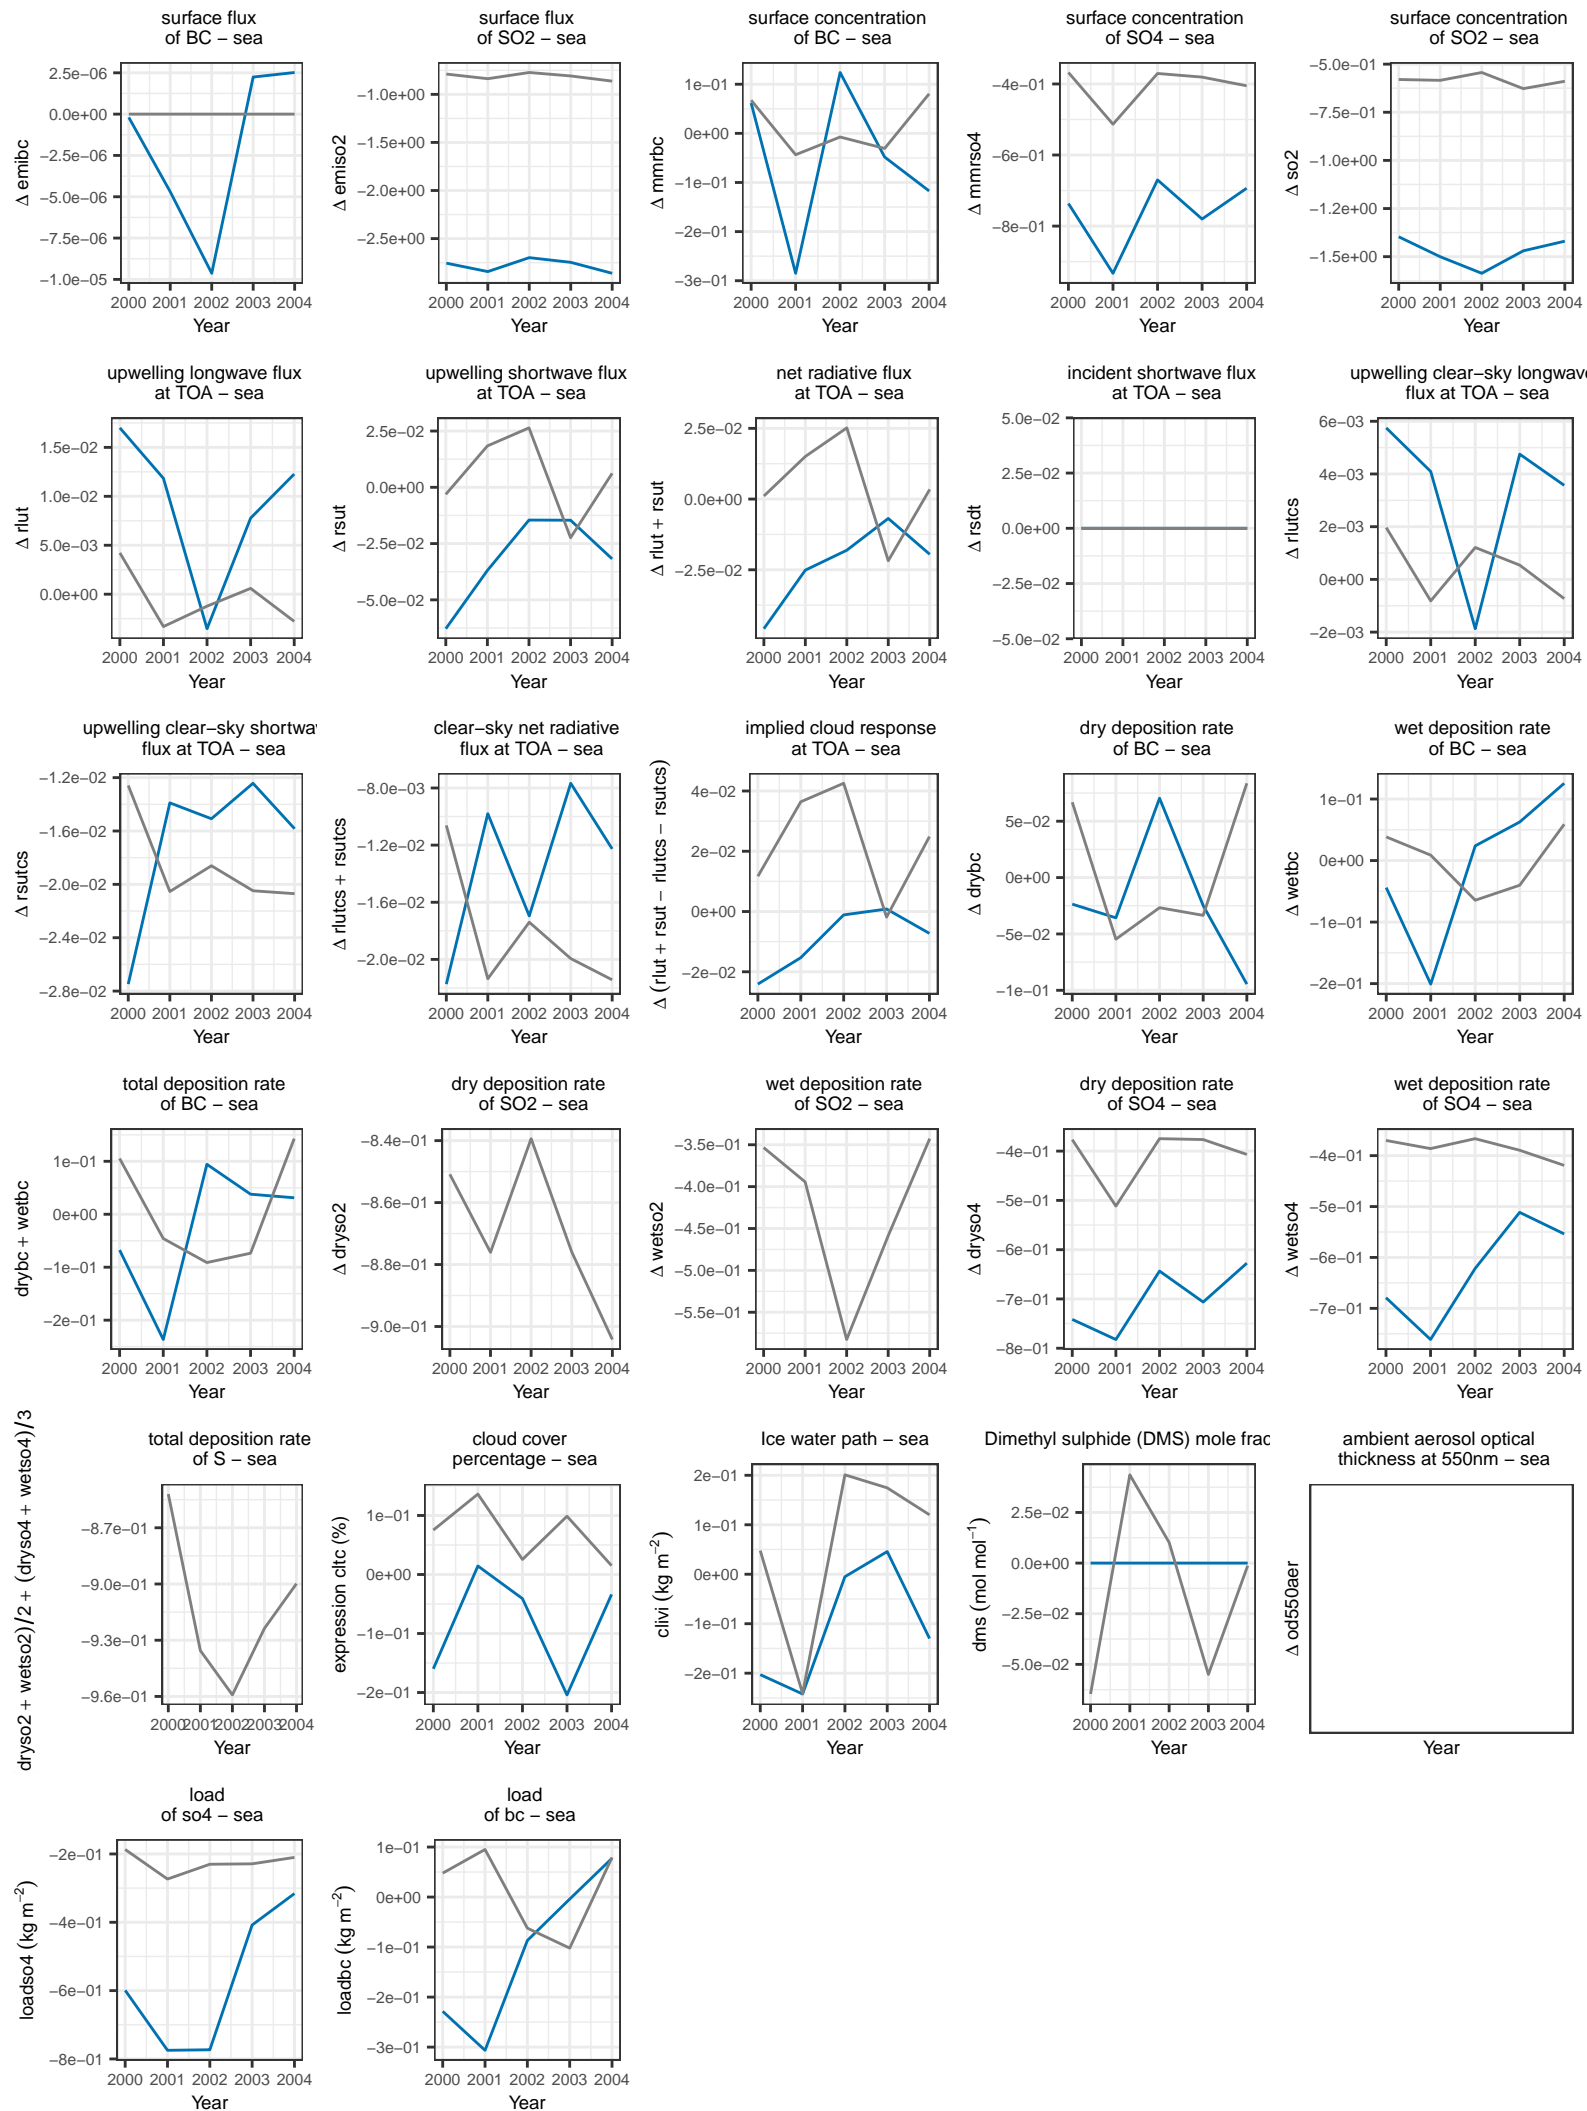 surface flux
of BC − sea
Δ emibc
2.5e−06
0.0e+00
−2.5e−06
−5.0e−06
−7.5e−06
−1.0e−05
2000 2001 2002 2003 2004
Year
surface flux
of SO2 − sea
Δ emiso2
−1.0e+00
−1.5e+00
−2.0e+00
−2.5e+00
2000 2001 2002 2003 2004
Year
surface concentration
of BC − sea
Δ mmrbc
1e−01
0e+00
−1e−01
−2e−01
−3e−01
2000 2001 2002 2003 2004
Year
surface concentration
of SO4 − sea
Δ mmrso4
−4e−01
−6e−01
−8e−01
2000 2001 2002 2003 2004
Year
surface concentration
of SO2 − sea
Δ so2
−5.0e−01
−7.5e−01
−1.0e+00
−1.2e+00
−1.5e+00
2000 2001 2002 2003 2004
Year
upwelling longwave flux
at TOA − sea
Δ rlut
1.5e−02
1.0e−02
5.0e−03
0.0e+00
2000 2001 2002 2003 2004
Year
upwelling shortwave flux
at TOA − sea
Δ rsut
2.5e−02
0.0e+00
−2.5e−02
−5.0e−02
2000 2001 2002 2003 2004
Year
net radiative flux
at TOA − sea
Δ rlut + rsut
2.5e−02
0.0e+00
−2.5e−02
2000 2001 2002 2003 2004
Year
incident shortwave flux
at TOA − sea
Δ rsdt
5.0e−02
2.5e−02
0.0e+00
−2.5e−02
−5.0e−02
2000 2001 2002 2003 2004
Year
upwelling clear−sky longwave
flux at TOA − sea
Δ rlutcs
6e−03
4e−03
2e−03
0e+00
−2e−03
2000 2001 2002 2003 2004
Year
upwelling clear−sky shortwav
flux at TOA − sea
Δ rsutcs
−1.2e−02
−1.6e−02
−2.0e−02
−2.4e−02
−2.8e−02
2000 2001 2002 2003 2004
Year
clear−sky net radiative
flux at TOA − sea
Δ rlutcs + rsutcs
−8.0e−03
−1.2e−02
−1.6e−02
−2.0e−02
2000 2001 2002 2003 2004
Year
implied cloud response
at TOA − sea
Δ (rlut + rsut − rlutcs − rsutcs)
4e−02
2e−02
0e+00
−2e−02
2000 2001 2002 2003 2004
Year
dry deposition rate
of BC − sea
Δ drybc
5e−02
0e+00
−5e−02
−1e−01
2000 2001 2002 2003 2004
Year
wet deposition rate
of BC − sea
Δ wetbc
1e−01
0e+00
−1e−01
−2e−01
2000 2001 2002 2003 2004
Year
total deposition rate
of BC − sea
drybc + wetbc
1e−01
0e+00
−1e−01
−2e−01
2000 2001 2002 2003 2004
Year
dry deposition rate
of SO2 − sea
Δ dryso2
−8.4e−01
−8.6e−01
−8.8e−01
−9.0e−01
2000 2001 2002 2003 2004
Year
wet deposition rate
of SO2 − sea
Δ wetso2
−3.5e−01
−4.0e−01
−4.5e−01
−5.0e−01
−5.5e−01
2000 2001 2002 2003 2004
Year
dry deposition rate
of SO4 − sea
Δ dryso4
−4e−01
−5e−01
−6e−01
−7e−01
−8e−01
2000 2001 2002 2003 2004
Year
wet deposition rate
of SO4 − sea
Δ wetso4
−4e−01
−5e−01
−6e−01
−7e−01
2000 2001 2002 2003 2004
Year
total deposition rate
of S − sea
dryso2 + wetso2)/2 + (dryso4 + wetso4)/3
−8.7e−01
−9.0e−01
−9.3e−01
−9.6e−01
2000 2001 2002 2003 2004
Year
cloud cover
percentage − sea
expression cltc (%)
1e−01
0e+00
−1e−01
−2e−01
2000 2001 2002 2003 2004
Year
Ice water path − sea
clivi (kg m−2)
2e−01
1e−01
0e+00
−1e−01
−2e−01
2000 2001 2002 2003 2004
Year
Dimethyl sulphide (DMS) mole frac
dms (mol mol−1)
2.5e−02
0.0e+00
−2.5e−02
−5.0e−02
2000 2001 2002 2003 2004
Year
ambient aerosol optical
thickness at 550nm − sea
Δ od550aer
Year
load
of so4 − sea
loadso4 (kg m−2)
−2e−01
−4e−01
−6e−01
−8e−01
2000 2001 2002 2003 2004
Year
load
of bc − sea
loadbc (kg m−2)
1e−01
0e+00
−1e−01
−2e−01
−3e−01
2000 2001 2002 2003 2004
Year